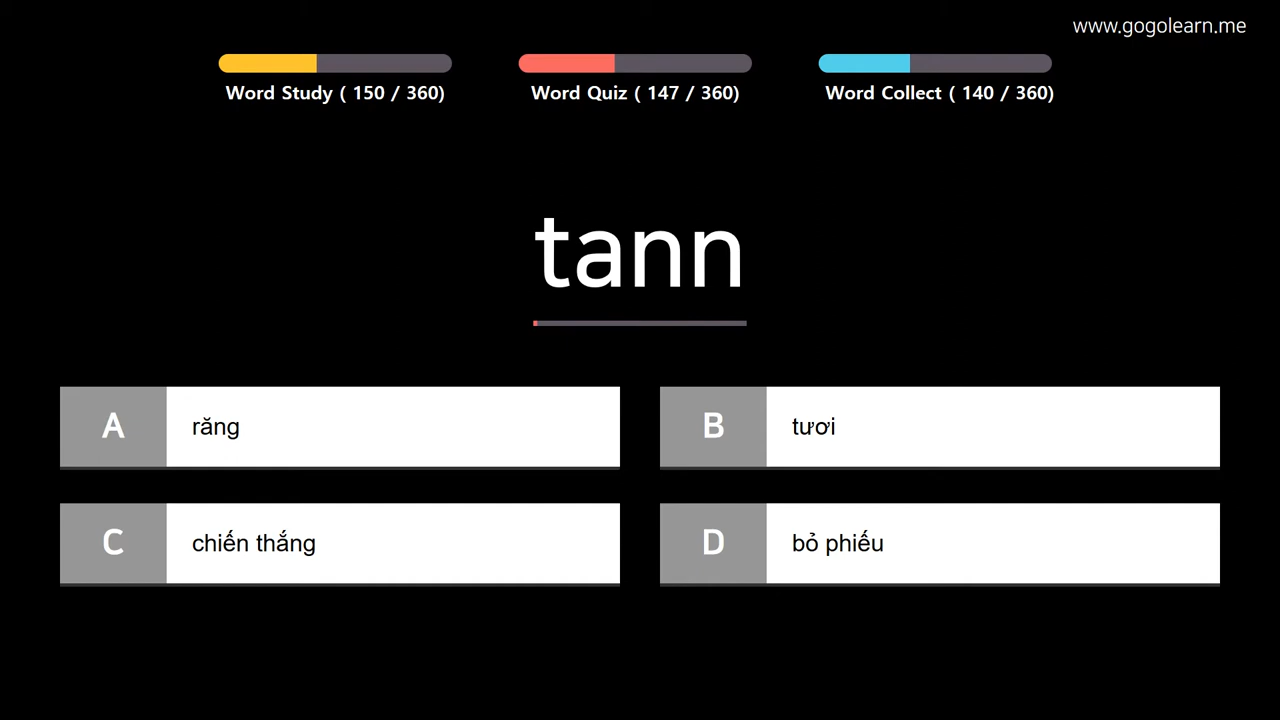 www.gogolearn.me
Word Study ( 150 / 360)
Word Quiz ( 147 / 360)
Word Collect ( 140 / 360)
tann
A răng
B tươi
C chiến thắng
D bỏ phiếu